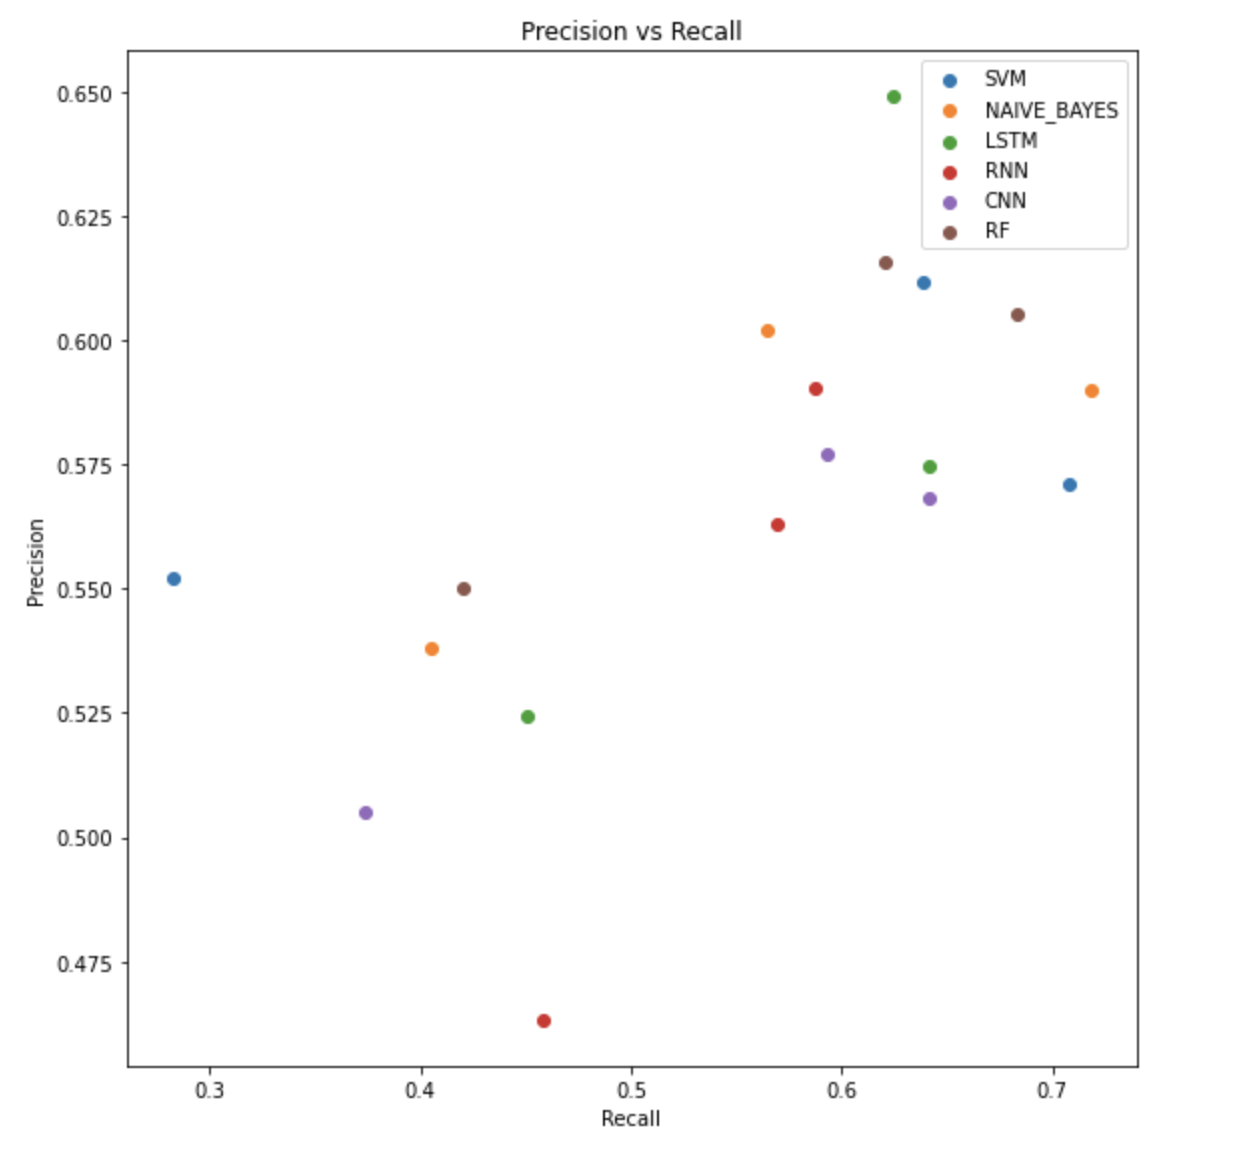 Precision vs Recall
SVM
NAIVE_BAYES
LSTM
RNN
CNN
RF
0.650
0.625
0.600
0.575
0.550
0.525
0.500
0.475
Precision
0.3 0.4 0.5 0.6 0.7
Recall